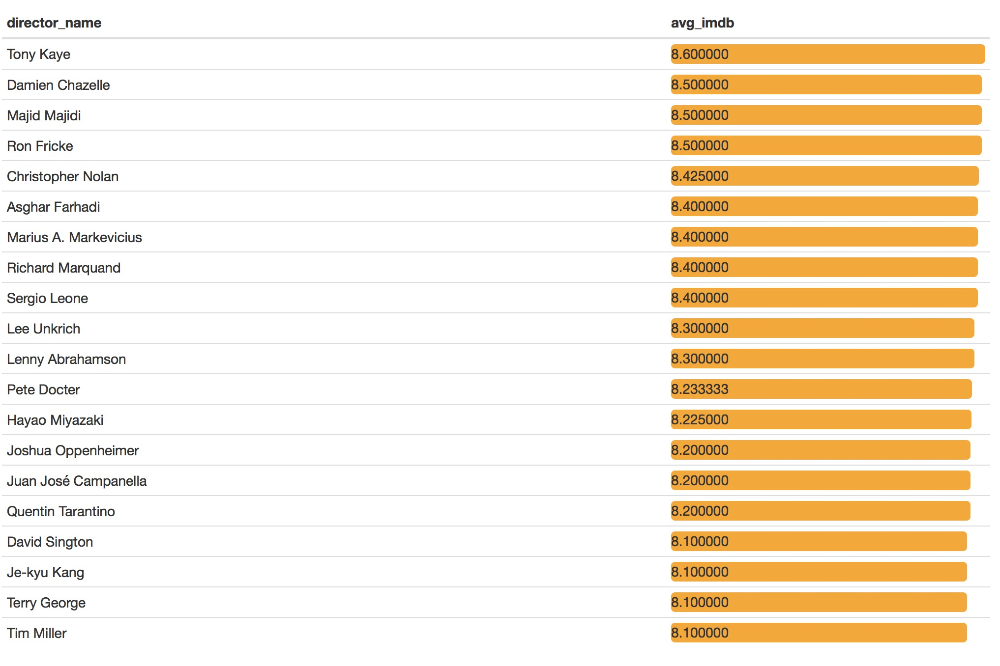 director_name avg_imdb
Tony Kaye 8.600000
Damien Chazelle 8.500000
Majid Majidi 8.500000
Ron Fricke 8.500000
Christopher Nolan 8.425000
Asghar Farhadi 8.400000
Marius A. Markevicius 8.400000
Richard Marquand 8.400000
Sergio Leone 8.400000
Lee Unkrich 8.300000
Lenny Abrahamson 8.300000
Pete Docter 8.233333
Hayao Miyazaki 8.225000
Joshua Oppenheimer 8.200000
Juan José Campanella 8.200000
Quentin Tarantino 8.200000
David Sington 8.100000
Je-kyu Kang 8.100000
Terry George 8.100000
Tim Miller 8.100000